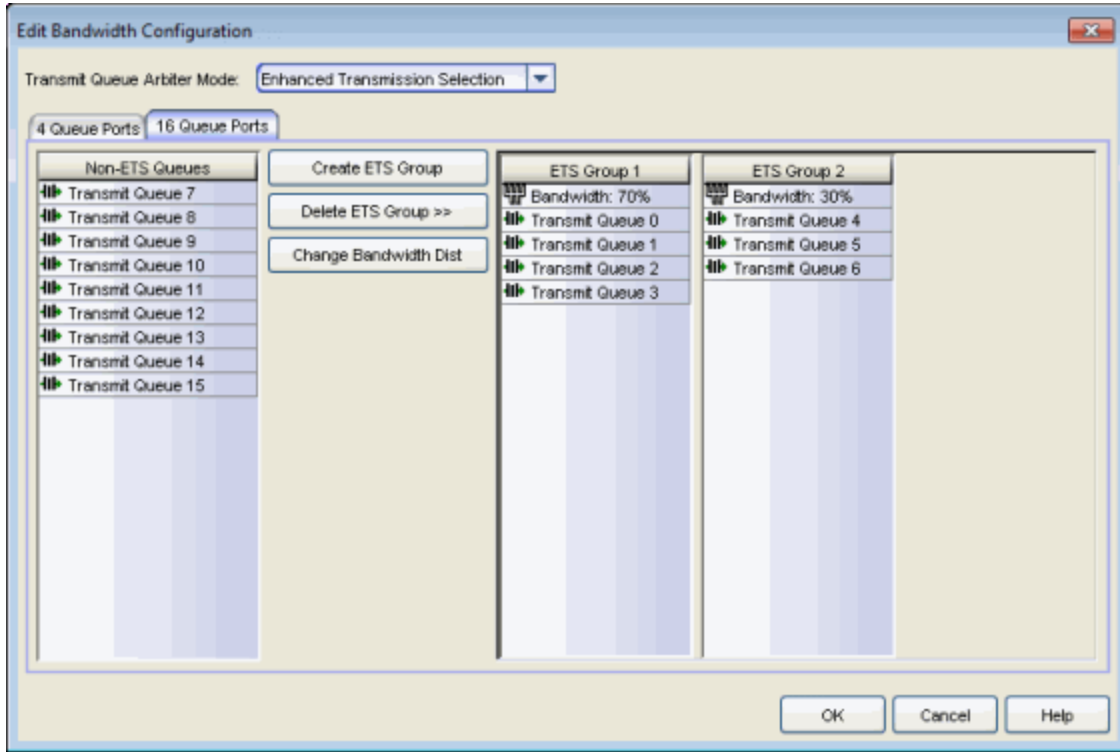 Edit Bandwidth Configuration
Transmit Queue Arbiter Mode: Enhanced Transmission Selection
4 Queue Ports 16 Queue Ports
Non-ETS Queues
Transmit Queue 7
Transmit Queue 8
Transmit Queue 9
Transmit Queue 10
Transmit Queue 11
Transmit Queue 12
Transmit Queue 13
Transmit Queue 14
Transmit Queue 15
Create ETS Group
Delete ETS Group >>
Change Bandwidth Dist
ETS Group 1
Bandwidth: 70%
Transmit Queue 0
Transmit Queue 1
Transmit Queue 2
Transmit Queue 3
ETS Group 2
Bandwidth: 30%
Transmit Queue 4
Transmit Queue 5
Transmit Queue 6
OK Cancel Help